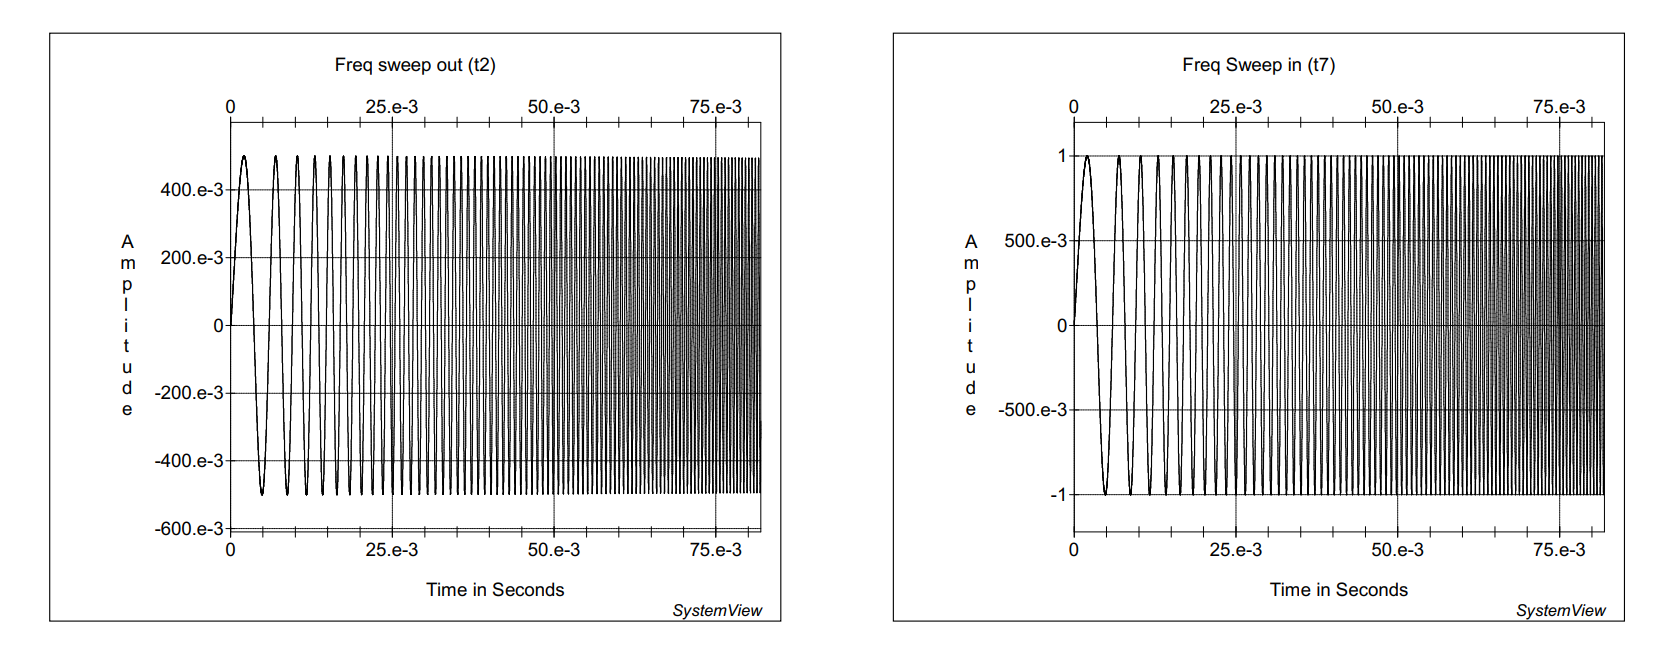 Freq sweep out (t2)
0 25.e-3 50.e-3 75.e-3
400.e-3
200.e-3
0
-200.e-3
-400.e-3
-600.e-3
Amplitude
0 25.e-3 50.e-3 75.e-3
Time in Seconds
SystemView
Freq Sweep in (t7)
0 25.e-3 50.e-3 75.e-3
1
500.e-3
0
-500.e-3
-1
Amplitude
0 25.e-3 50.e-3 75.e-3
Time in Seconds
SystemView